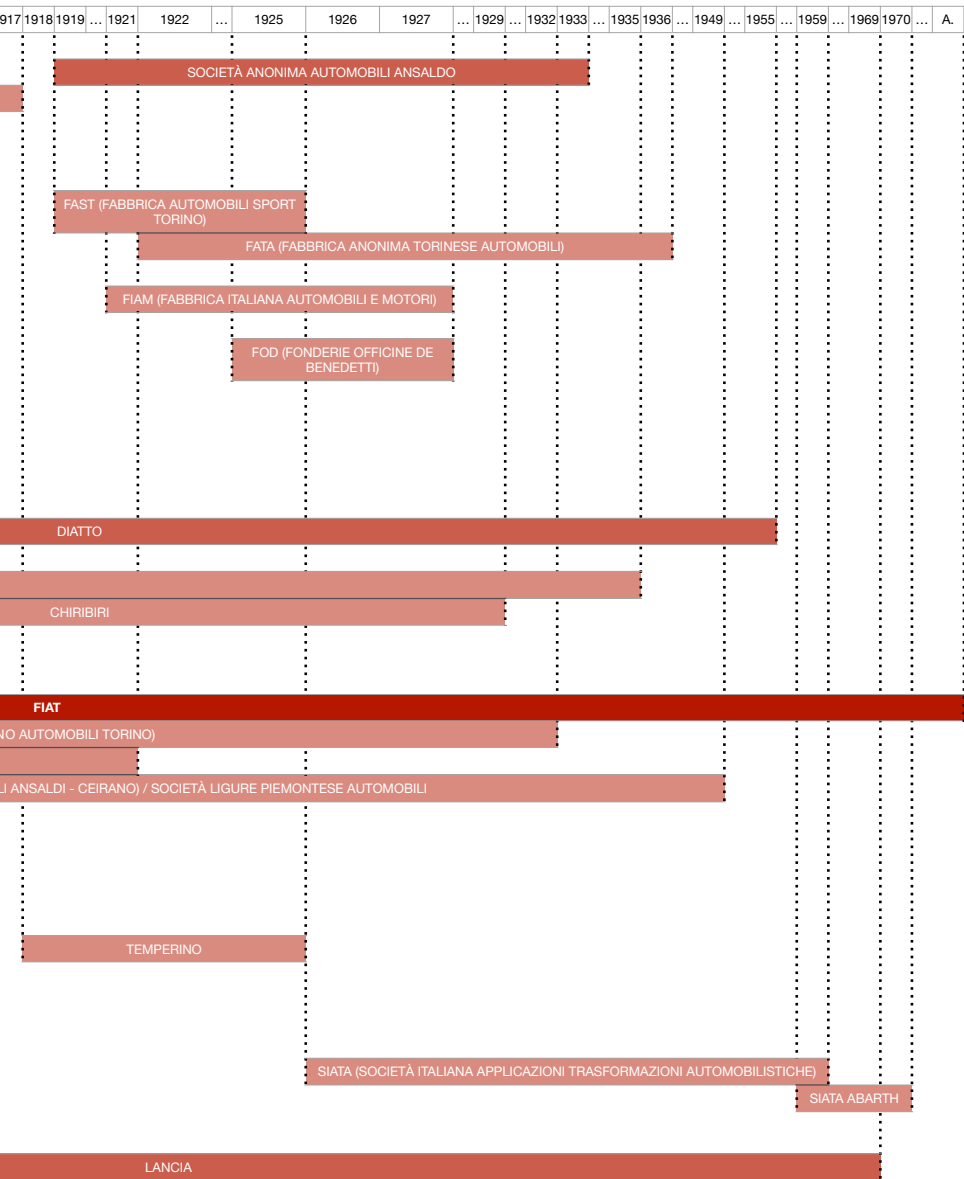 917 1918 1919 ... 1921 1922 ... 1925 1926 1927 ... 1929 ... 1932 1933 ... 1935 1936 ... 1949 ... 1955 ... 1959 ... 1969 1970 ... A.
SOCIETÀ ANONIMA AUTOMOBILI ANSALDO
FAST (FABBRICA AUTOMOBILI SPORT
TORINO)
FATA (FABBRICA ANONIMA TORINESE AUTOMOBILI)
FIAM (FABBRICA ITALIANA AUTOMOBILI E MOTORI)
FOD (FONDERIE OFFICINE DE
BENEDETTI)
DIATTO
CHIRIBIRI
FIAT
NO AUTOMOBILI TORINO)
LI ANSALDI - CEIRANO) / SOCIETÀ LIGURE PIEMONTESE AUTOMOBILI
TEMPERINO
SIATA (SOCIETÀ ITALIANA APPLICAZIONI TRASFORMAZIONI AUTOMOBILISTICHE)
SIATA ABARTH
LANCIA